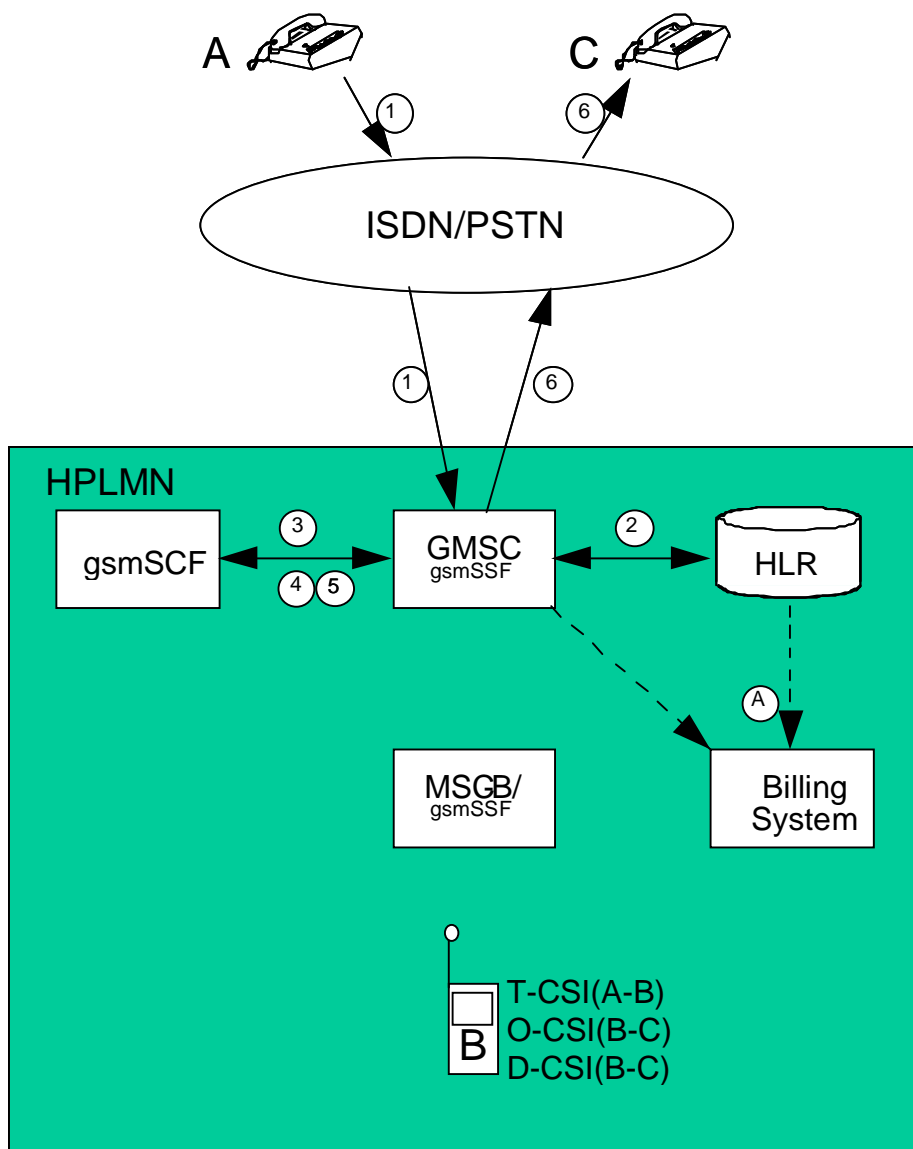 A
C
1
6
ISDN/PSTN
1
6
HPLMN
gsmSCF
3
4
5
GMSC
gsmSSF
2
HLR
A
MSCB/
gsmSSF
Billing
System
B
T-CSI(A-B)
O-CSI(B-C)
D-CSI(B-C)